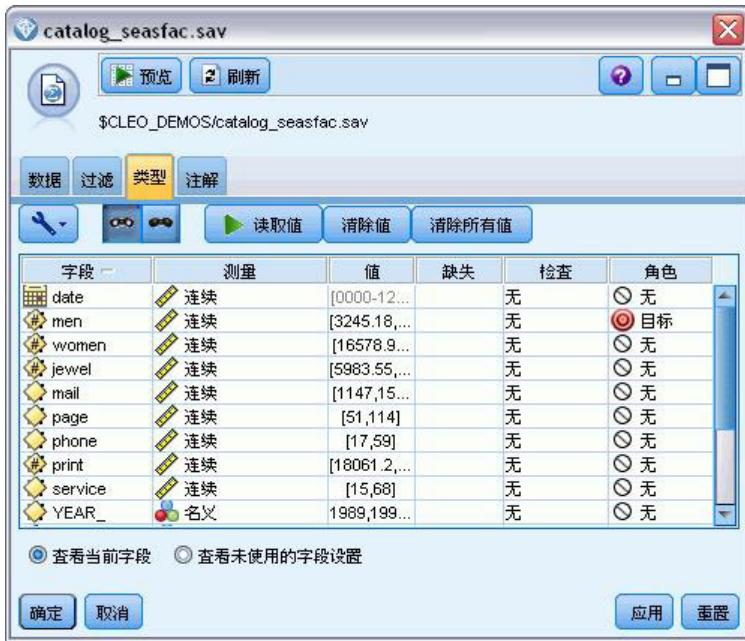 catalog_seasfac.sav
预览 刷新
$CLEO_DEMOS/catalog_seasfac.sav
数据 过滤 类型 注解
读取值 清除值 清除所有值
字段 测量 值 缺失 检查 角色
date 连续 [0000-12... 无 无
men 连续 [3245.18,... 无 目标
women 连续 [16578.9... 无 无
jewel 连续 [5983.55,... 无 无
mail 连续 [1147,15... 无 无
page 连续 [51,114] 无 无
phone 连续 [17,59] 无 无
print 连续 [18061.2,... 无 无
service 连续 [15,68] 无 无
YEAR_ 名义 1989,199... 无 无
查看当前字段 查看未使用的字段设置
确定 取消 应用 重置